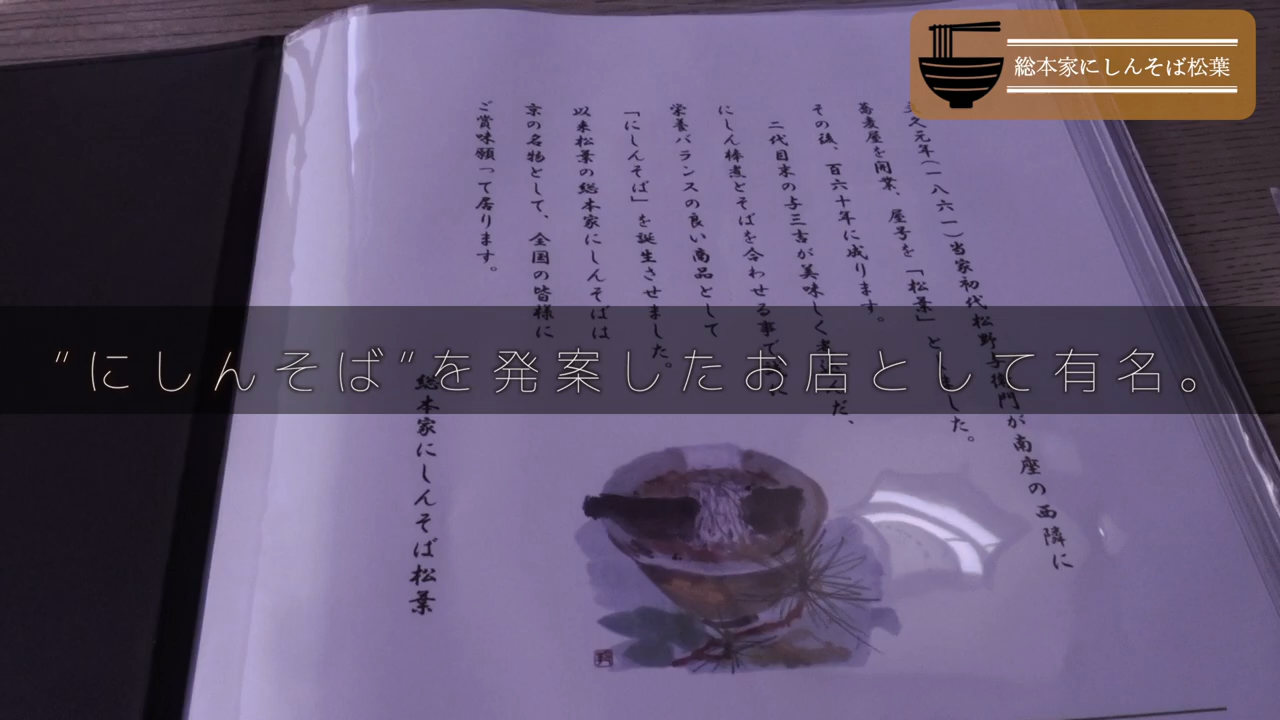 総本家にしんそば松葉
久元年(一八六一)当家初代松野与衛門が南座の西隣に
蕎麦屋を開業、屋号を「松葉」と、しました。
その後、百六十年に成ります。
二代目末の与三吉が美味しく煮込んだ、
にしん棒煮とそばを合わせる事で
栄養バランスの良い商品として
「にしんそば」を誕生させました。
以来松葉の総本家にしんそばは
京の名物として、全国の皆様に
ご賞味願って居ります。
総本家にしんそば松葉
“にしんそば”を発案したお店として有名。